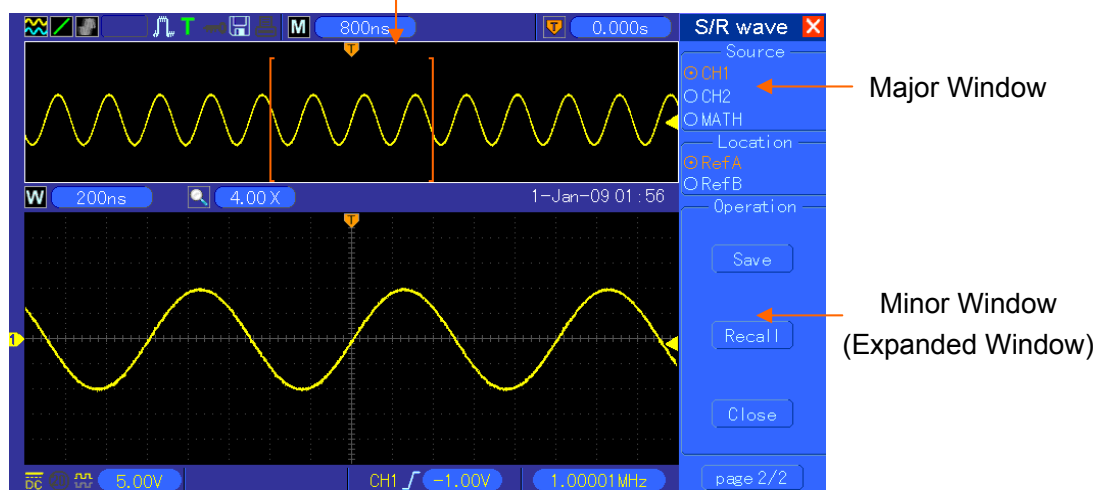 M 800ns T 0.000s S/R wave X
T
Source
CH1
CH2
MATH
Major Window
Location
RefA
RefB
W 200ns 4.00X 1-Jan-09 01:56
Operation
T
Save
Minor Window
(Expanded Window)
Recall
1
Close
DC 5.00V CH1 -1.00V 1.00001MHz page 2/2